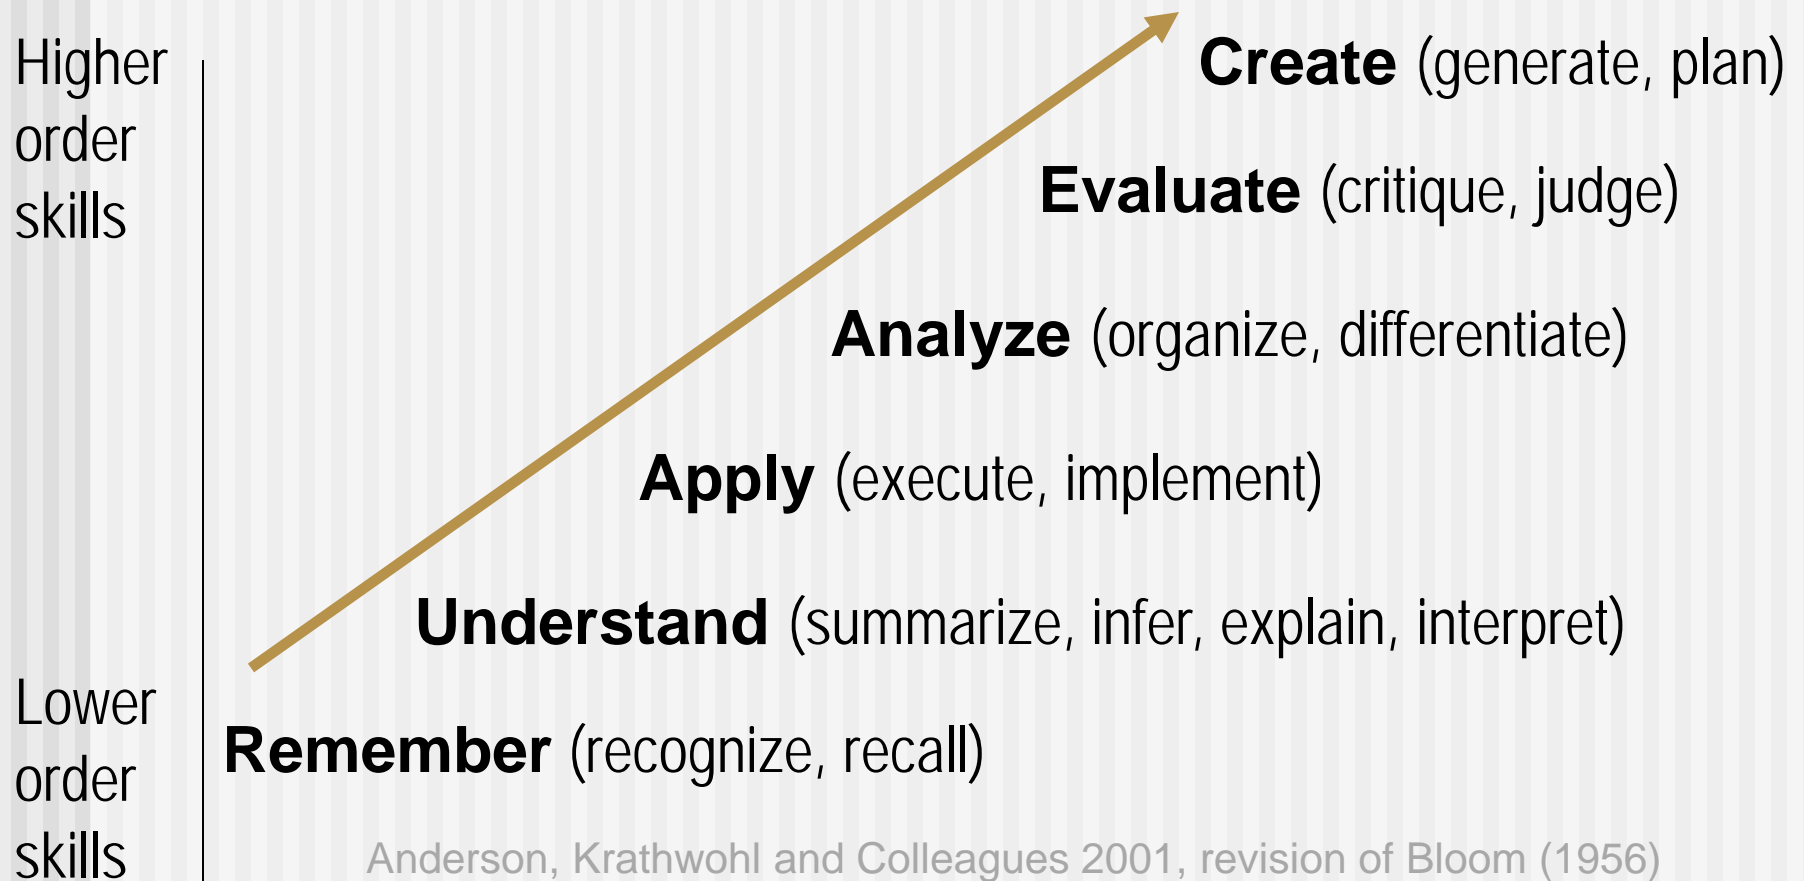 Higher
order
skills
Create (generate, plan)
Evaluate (critique, judge)
Analyze (organize, differentiate)
Apply (execute, implement)
Understand (summarize, infer, explain, interpret)
Lower
order
skills
Remember (recognize, recall)
Anderson, Krathwohl and Colleagues 2001, revision of Bloom (1956)